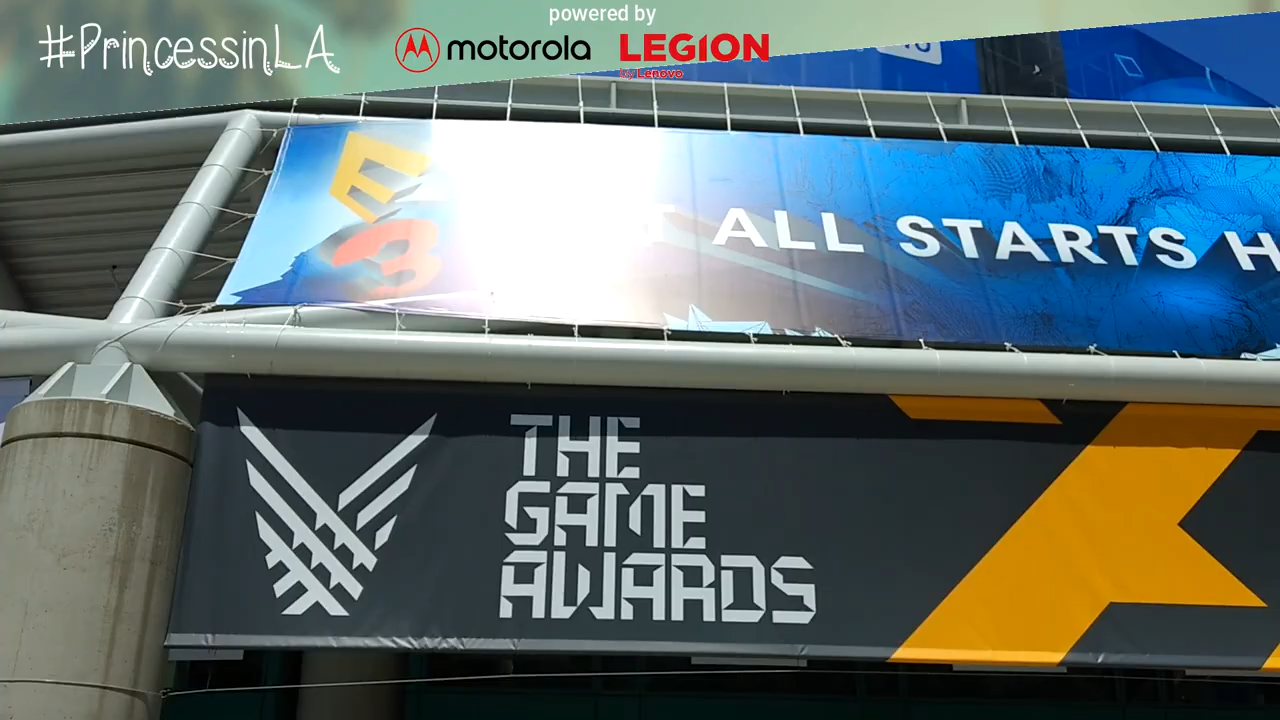 powered by
#PrincessinLA
motorola LEGION
by Lenovo
E3
ALL STARTS
THE
GAME
AWARDS